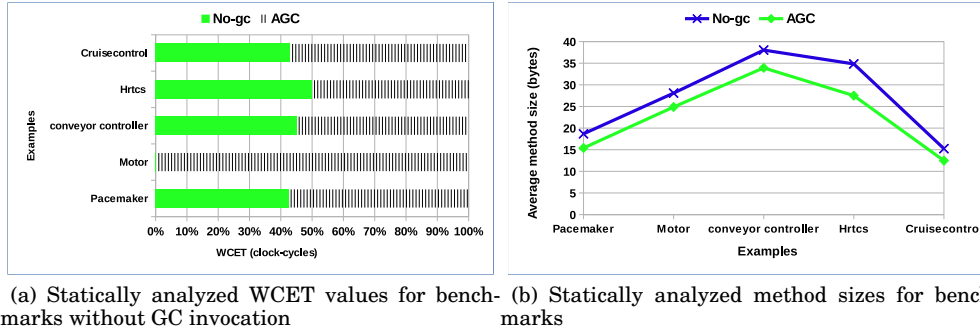 No-gc AGC
Cruisecontrol
Hrtcs
conveyor controller
Motor
Pacemaker
Examples
0% 10% 20% 30% 40% 50% 60% 70% 80% 90% 100%
WCET (clock-cycles)
(a) Statically analyzed WCET values for bench-
marks without GC invocation
No-gc AGC
40
35
30
25
20
15
10
5
0
Average method size (bytes)
Pacemaker Motor conveyor controller Hrtcs Cruisecontro
Examples
(b) Statically analyzed method sizes for benc
marks